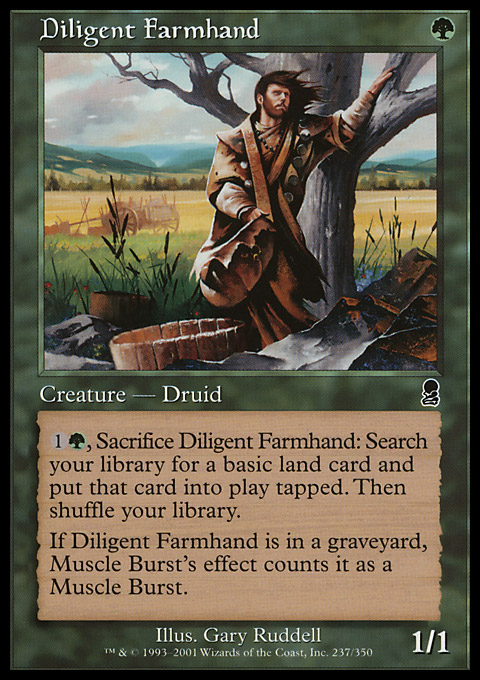 Diligent Farmhand
Creature — Druid
1 , Sacrifice Diligent Farmhand: Search
your library for a basic land card and
put that card into play tapped. Then
shuffle your library.
If Diligent Farmhand is in a graveyard,
Muscle Burst's effect counts it as a
Muscle Burst.
Illus. Gary Ruddell
™ & © 1993–2001 Wizards of the Coast, Inc. 237/350
1/1